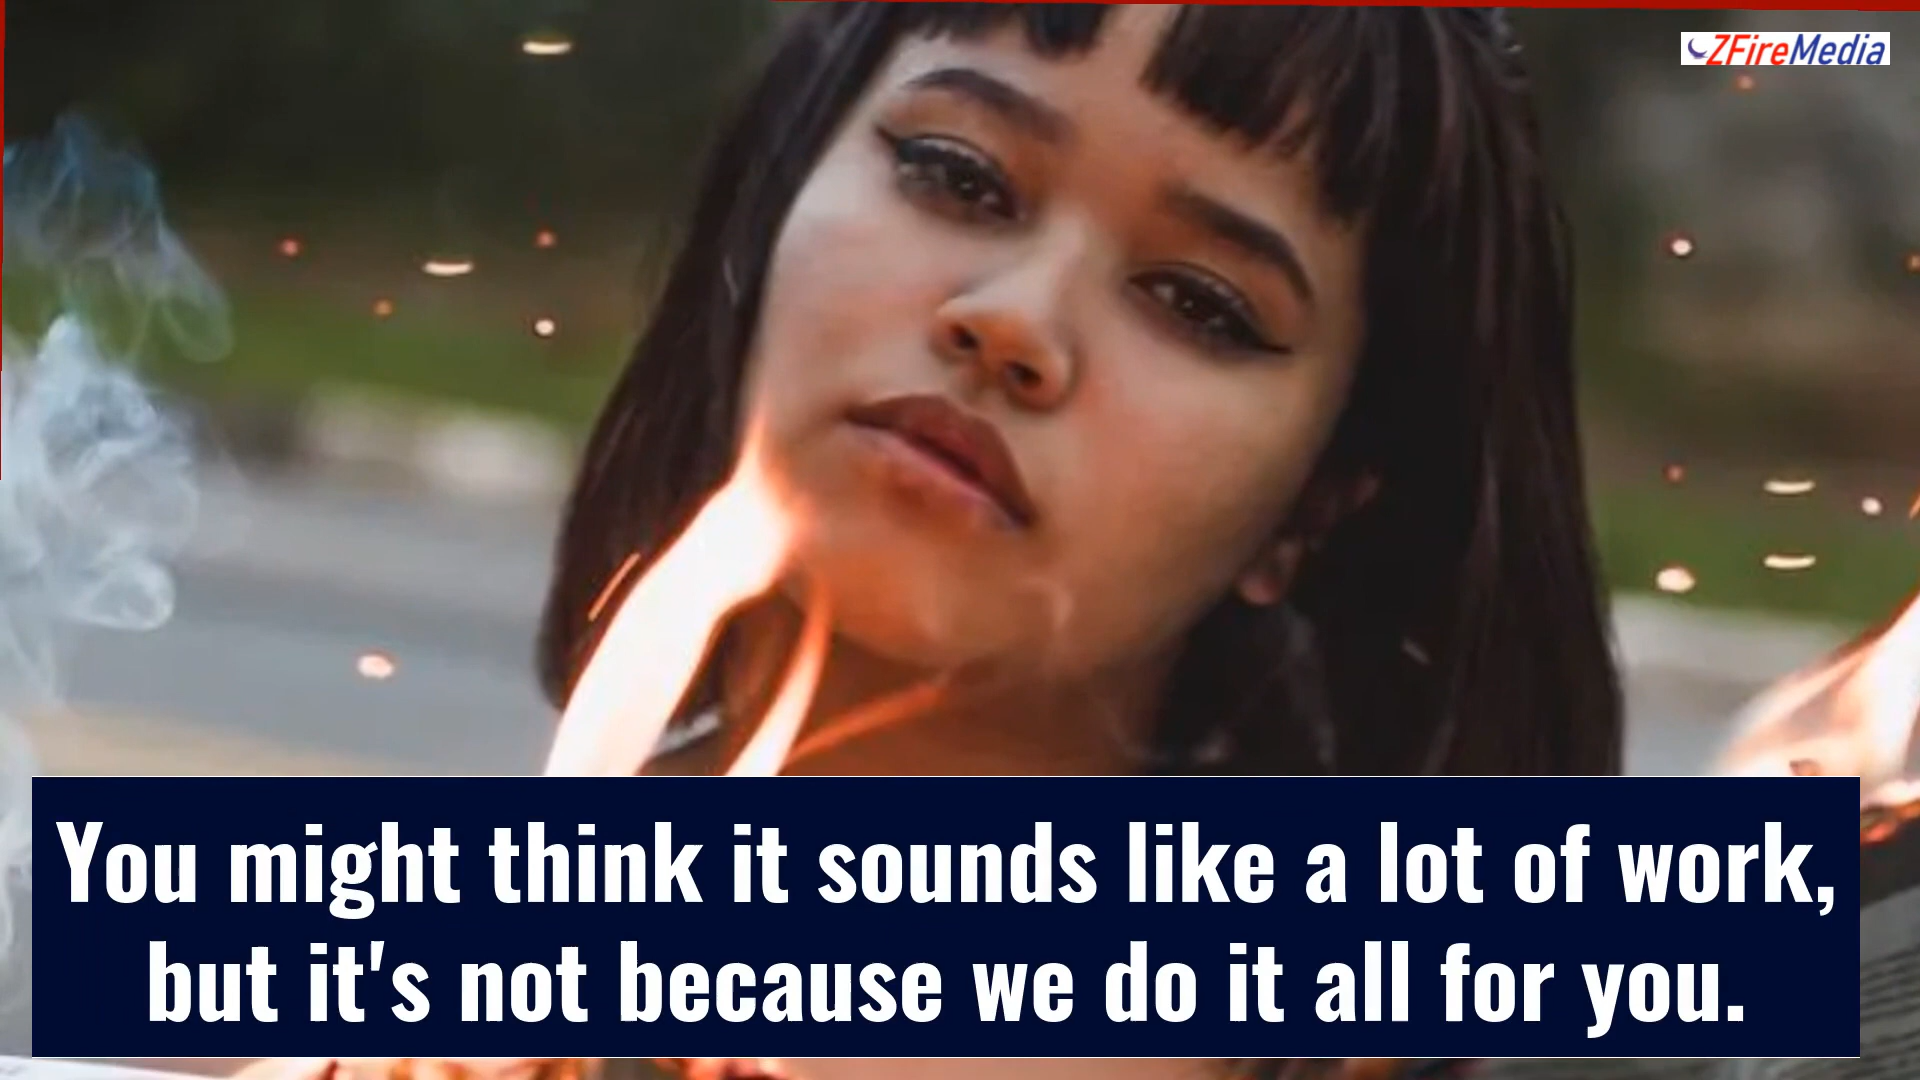 ZFireMedia
You might think it sounds like a lot of work,
but it's not because we do it all for you.